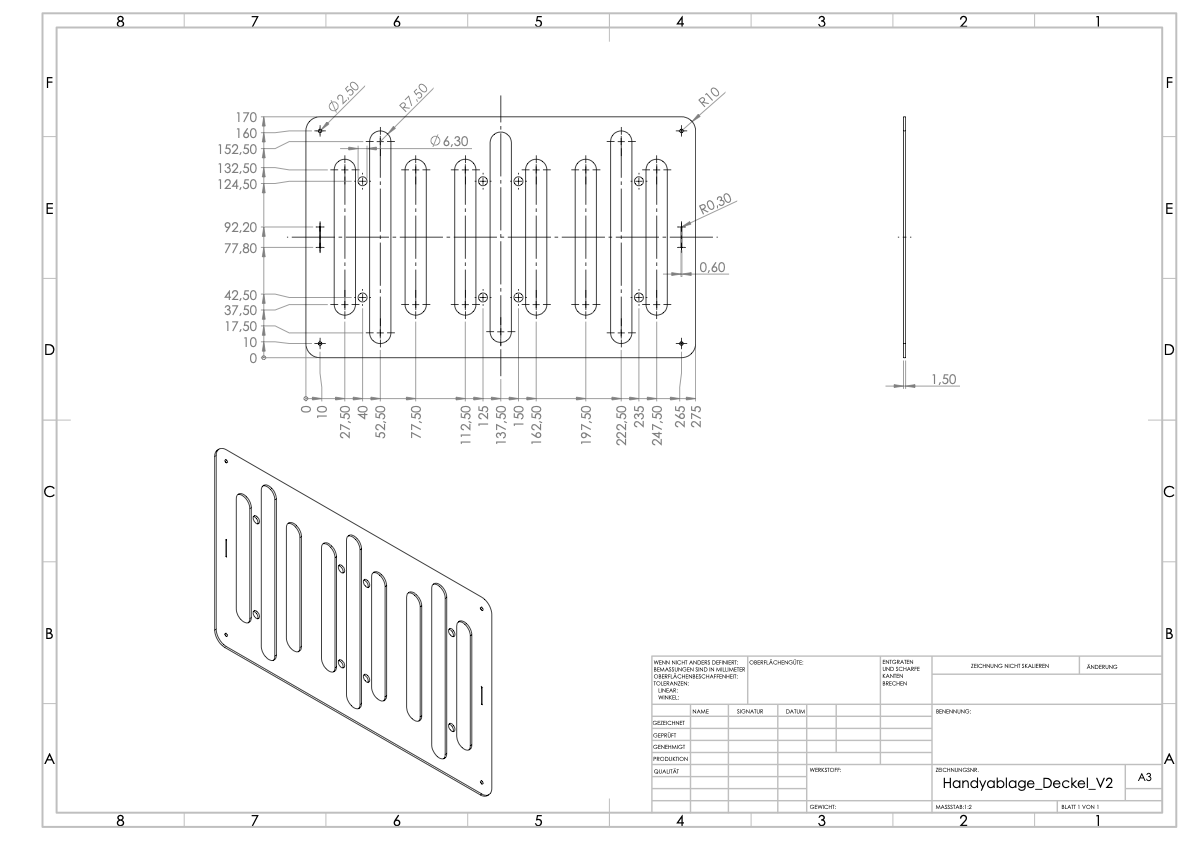 8 7 6 5 4 3 2 1
F F
E E
D D
C C
B B
A A
Ø2,50
R7,50
R10
Ø6,30
R0,30
0,60
170
160
152,50
132,50
124,50
92,20
77,80
42,50
37,50
17,50
10
0
0
10
27,50
40
52,50
77,50
112,50
125
137,50
150
162,50
197,50
222,50
235
247,50
265
275
1,50
WENN NICHT ANDERS DEFINIERT:
BEMASSUNGEN SIND IN MILLIMETER
OBERFLÄCHENBESCHAFFENHEIT:
TOLERANZEN:
LINEAR:
WINKEL:
OBERFLÄCHENGÜTE:
ENTGRATEN
UND SCHARFE
KANTEN
BRECHEN
ZEICHNUNG NICHT SKALIEREN
ÄNDERUNG
NAME SIGNATUR DATUM
GEZEICHNET
GEPRÜFT
GENEHMIGT
PRODUKTION
QUALITÄT
BENENNUNG:
WERKSTOFF:
ZEICHNUNGSNR.
Handyablage_Deckel_V2
A3
GEWICHT:
MASSSTAB:1:2
BLATT 1 VON 1
8 7 6 5 4 3 2 1